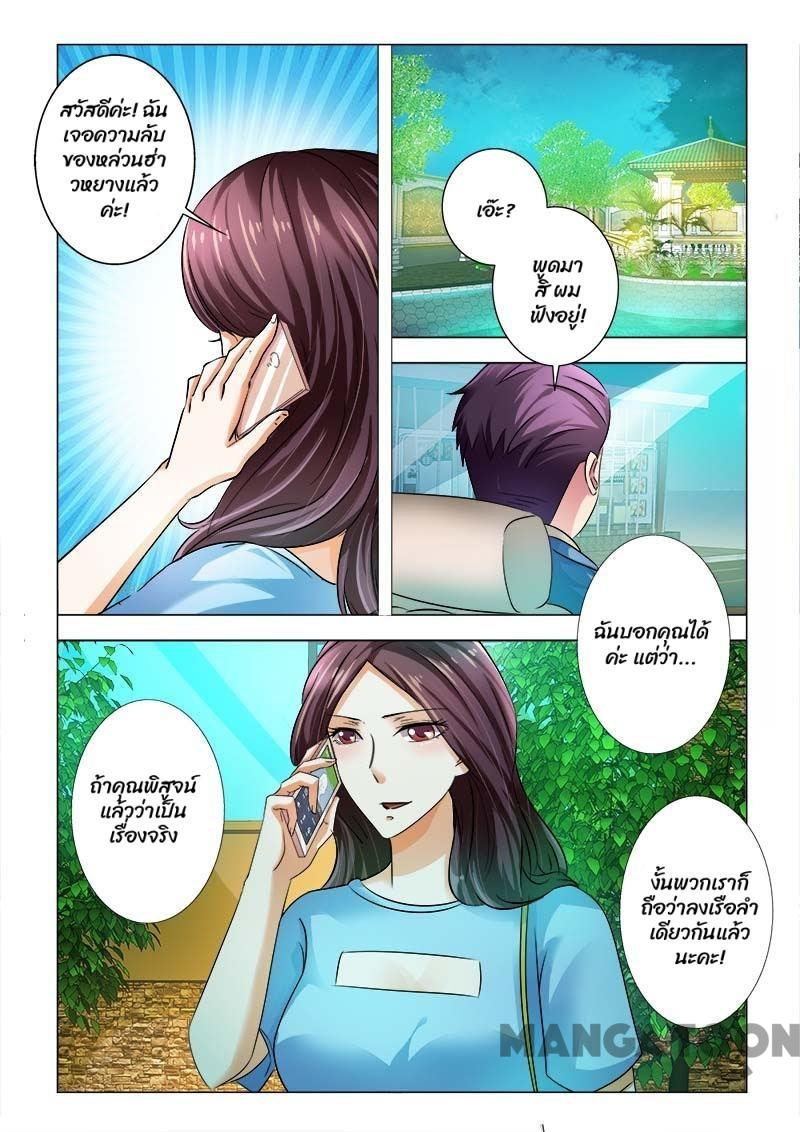 สวัสดีค่ะ! ฉัน
เจอความลับ
ของหล่วนฮ่า
วหยางแล้ว
ค่ะ!
เอ๊ะ?
พูดมา
สิ ผม
ฟังอยู่!
ฉันบอกคุณได้
ค่ะ แต่ว่า...
ถ้าคุณพิสูจน์
แล้วว่าเป็น
เรื่องจริง
งั้นพวกเราก็
ถือว่าลงเรือลำ
เดียวกันแล้ว
นะคะ!
MANGATOON